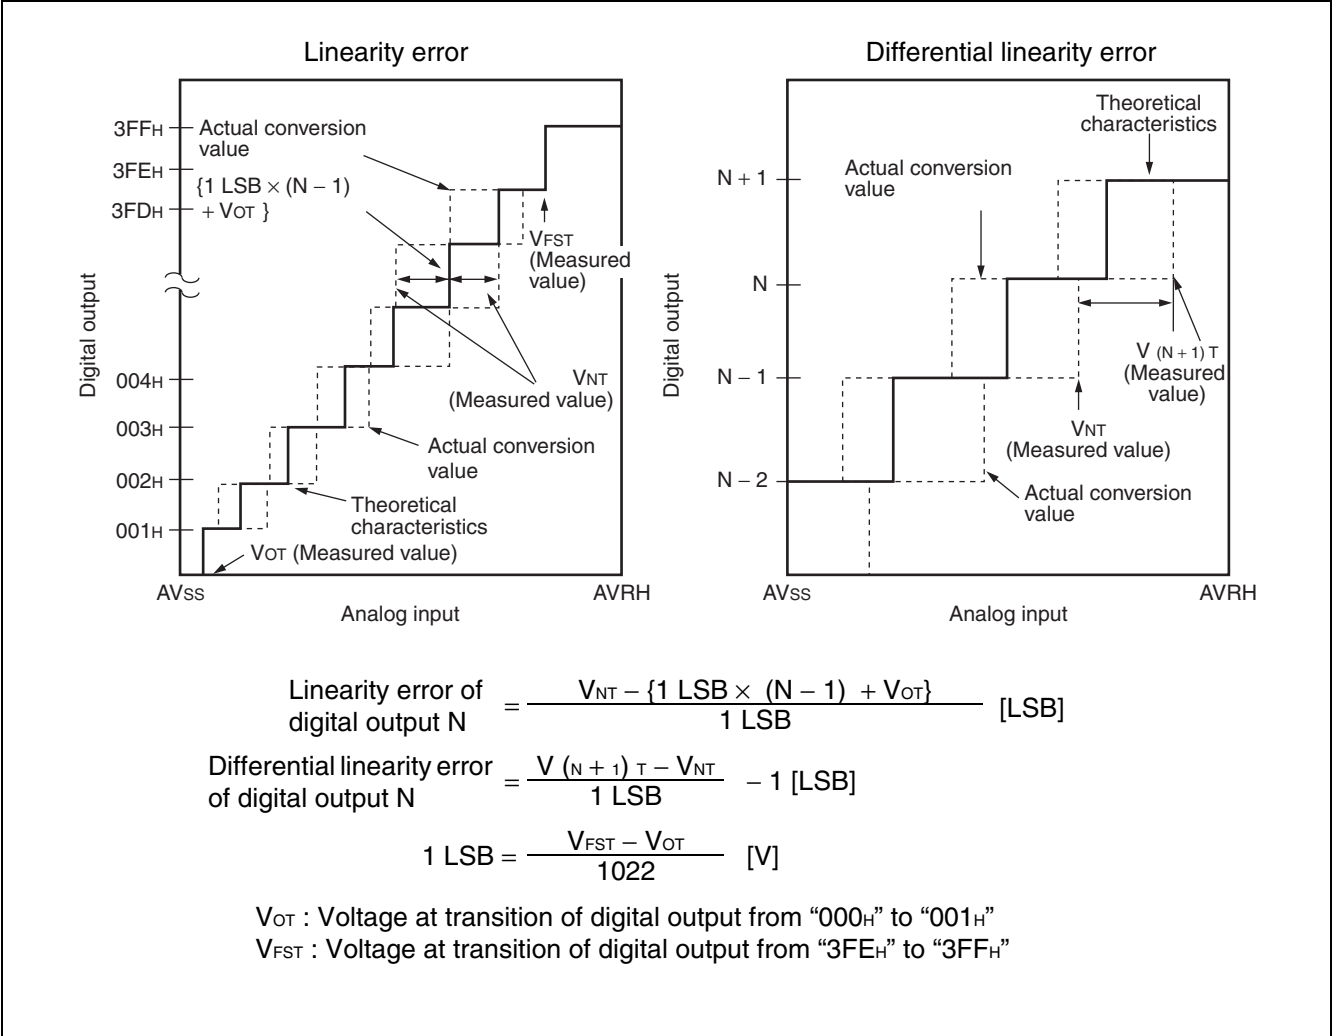 Linearity error
3FFH
3FEH
3FDH
004H
003H
002H
001H
Digital output
Actual conversion
value
{1 LSB × (N − 1)
+ VOT }
VFST
(Measured
value)
VNT
(Measured value)
Actual conversion
value
Theoretical
characteristics
VOT (Measured value)
AVSS
AVRH
Analog input
Differential linearity error
N + 1
N
N − 1
N − 2
Digital output
Theoretical
characteristics
Actual conversion
value
V (N + 1) T
(Measured
value)
VNT
(Measured value)
Actual conversion
value
AVSS
AVRH
Analog input
Linearity error of
digital output N
=
VNT − {1 LSB × (N − 1) + VOT}
1 LSB
[LSB]
Differential linearity error
of digital output N
=
V (N + 1) T − VNT
1 LSB
− 1 [LSB]
1 LSB =
VFST − VOT
1022
[V]
VOT : Voltage at transition of digital output from “000H” to “001H”
VFST : Voltage at transition of digital output from “3FEH” to “3FFH”